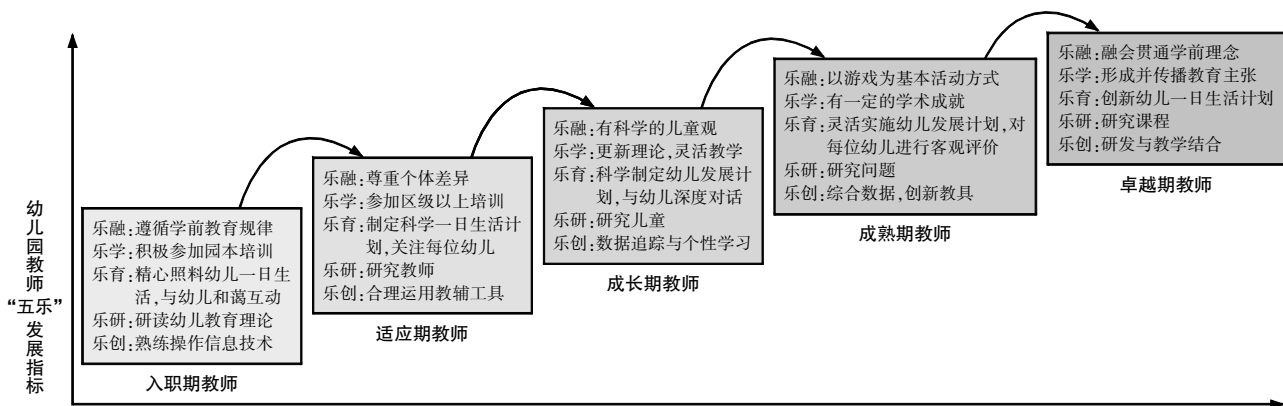 幼儿园教师
“五乐”
发展指标
乐融:遵循学前教育规律
乐学:积极参加园本培训
乐育:精心照料幼儿一日生
活,与幼儿和蔼互动
乐研:研读幼儿教育理论
乐创:熟练操作信息技术
入职期教师
乐融:尊重个体差异
乐学:参加区级以上培训
乐育:制定科学一日生活计
划,关注每位幼儿
乐研:研究教师
乐创:合理运用教辅工具
适应期教师
乐融:有科学的儿童观
乐学:更新理论,灵活教学
乐育:科学制定幼儿发展计
划,与幼儿深度对话
乐研:研究儿童
乐创:数据追踪与个性学习
成长期教师
乐融:以游戏为基本活动方式
乐学:有一定的学术成就
乐育:灵活实施幼儿发展计划,对
每位幼儿进行客观评价
乐研:研究问题
乐创:综合数据,创新教具
成熟期教师
乐融:融会贯通学前理念
乐学:形成并传播教育主张
乐育:创新幼儿一日生活计划
乐研:研究课程
乐创:研发与教学结合
卓越期教师